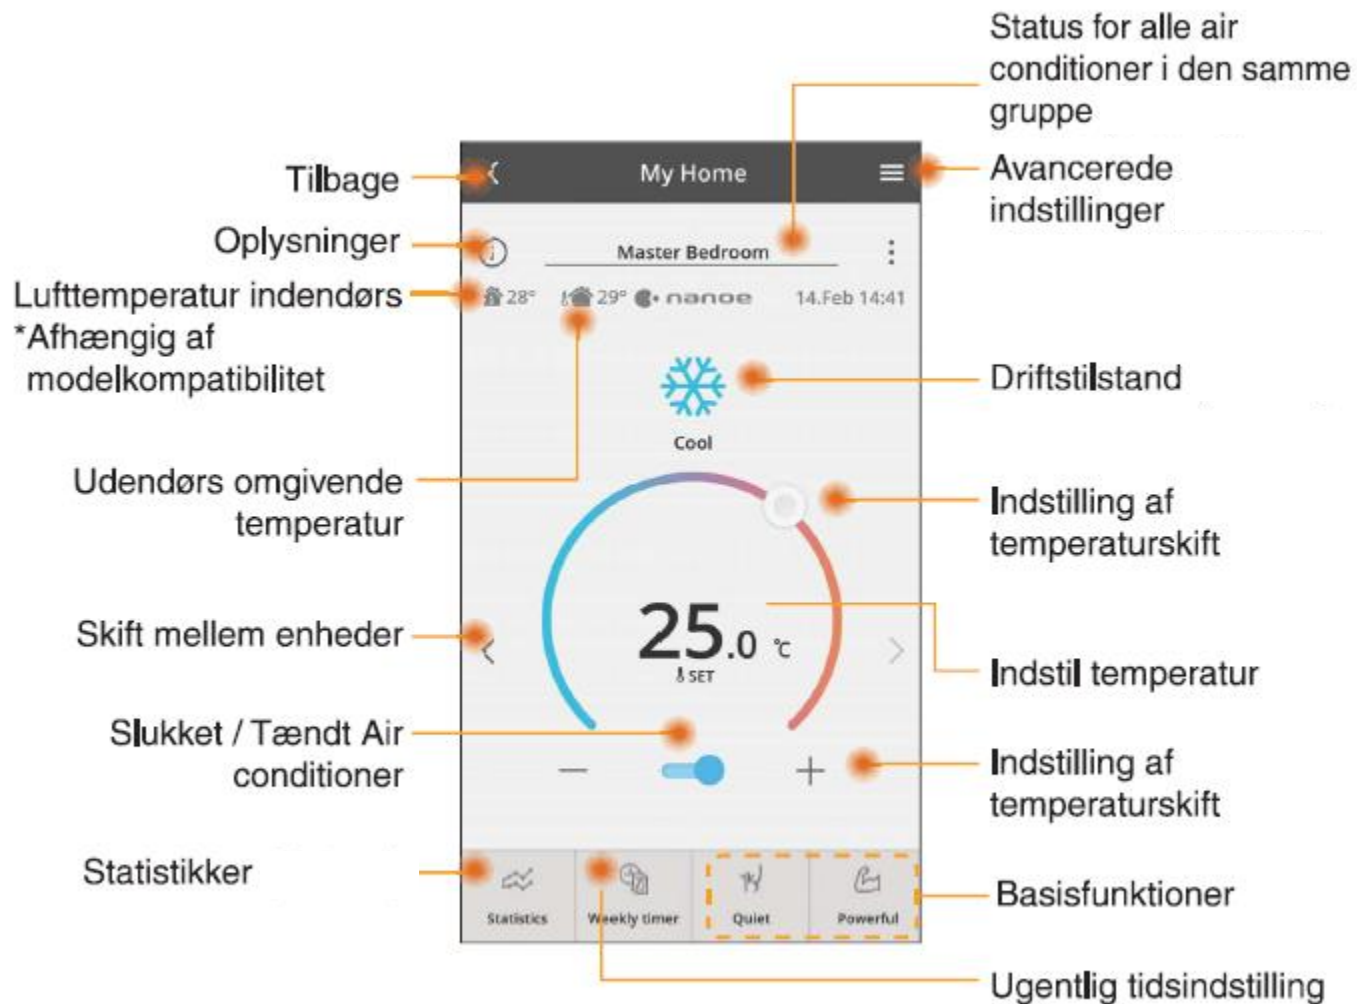 Status for alle air
conditioner i den samme
gruppe
Tilbage
My Home
Avancerede
indstillinger
Oplysninger
Master Bedroom
Lufttemperatur indendørs
*Afhængig af
modelkompatibilitet
28°
29°
nanoe
14.Feb 14:41
Driftstilstand
Cool
Udendørs omgivende
temperatur
Indstilling af
temperaturskift
Skift mellem enheder
25.0 °C
SET
Indstil temperatur
Slukket / Tændt Air
conditioner
Indstilling af
temperaturskift
Statistikker
Statistics
Weekly timer
Quiet
Powerful
Basisfunktioner
Ugentlig tidsindstilling